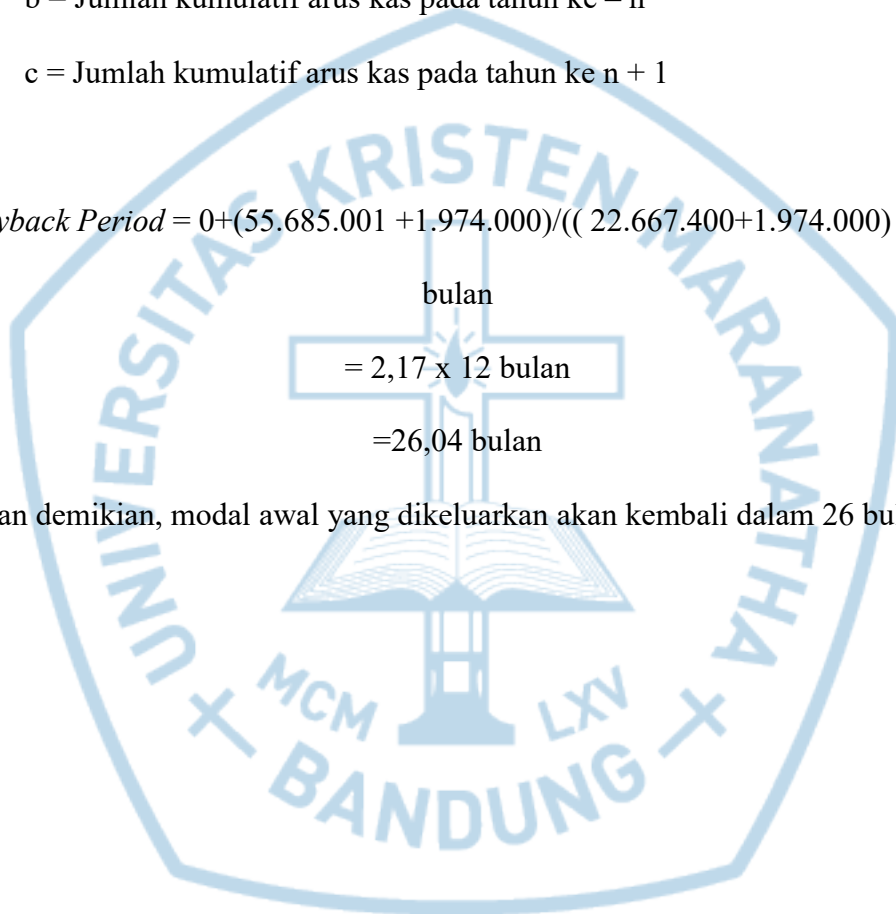 b = Jumlah kumulatif arus kas pada tahun ke – n
c = Jumlah kumulatif arus kas pada tahun ke n + 1
yback Period = 0+(55.685.001 +1.974.000)/(( 22.667.400+1.974.000)
bulan
= 2,17 x 12 bulan
=26,04 bulan
an demikian, modal awal yang dikeluarkan akan kembali dalam 26 bu
UNIVERSITAS KRISTEN MARANATHA
MCM LXV
BANDUNG